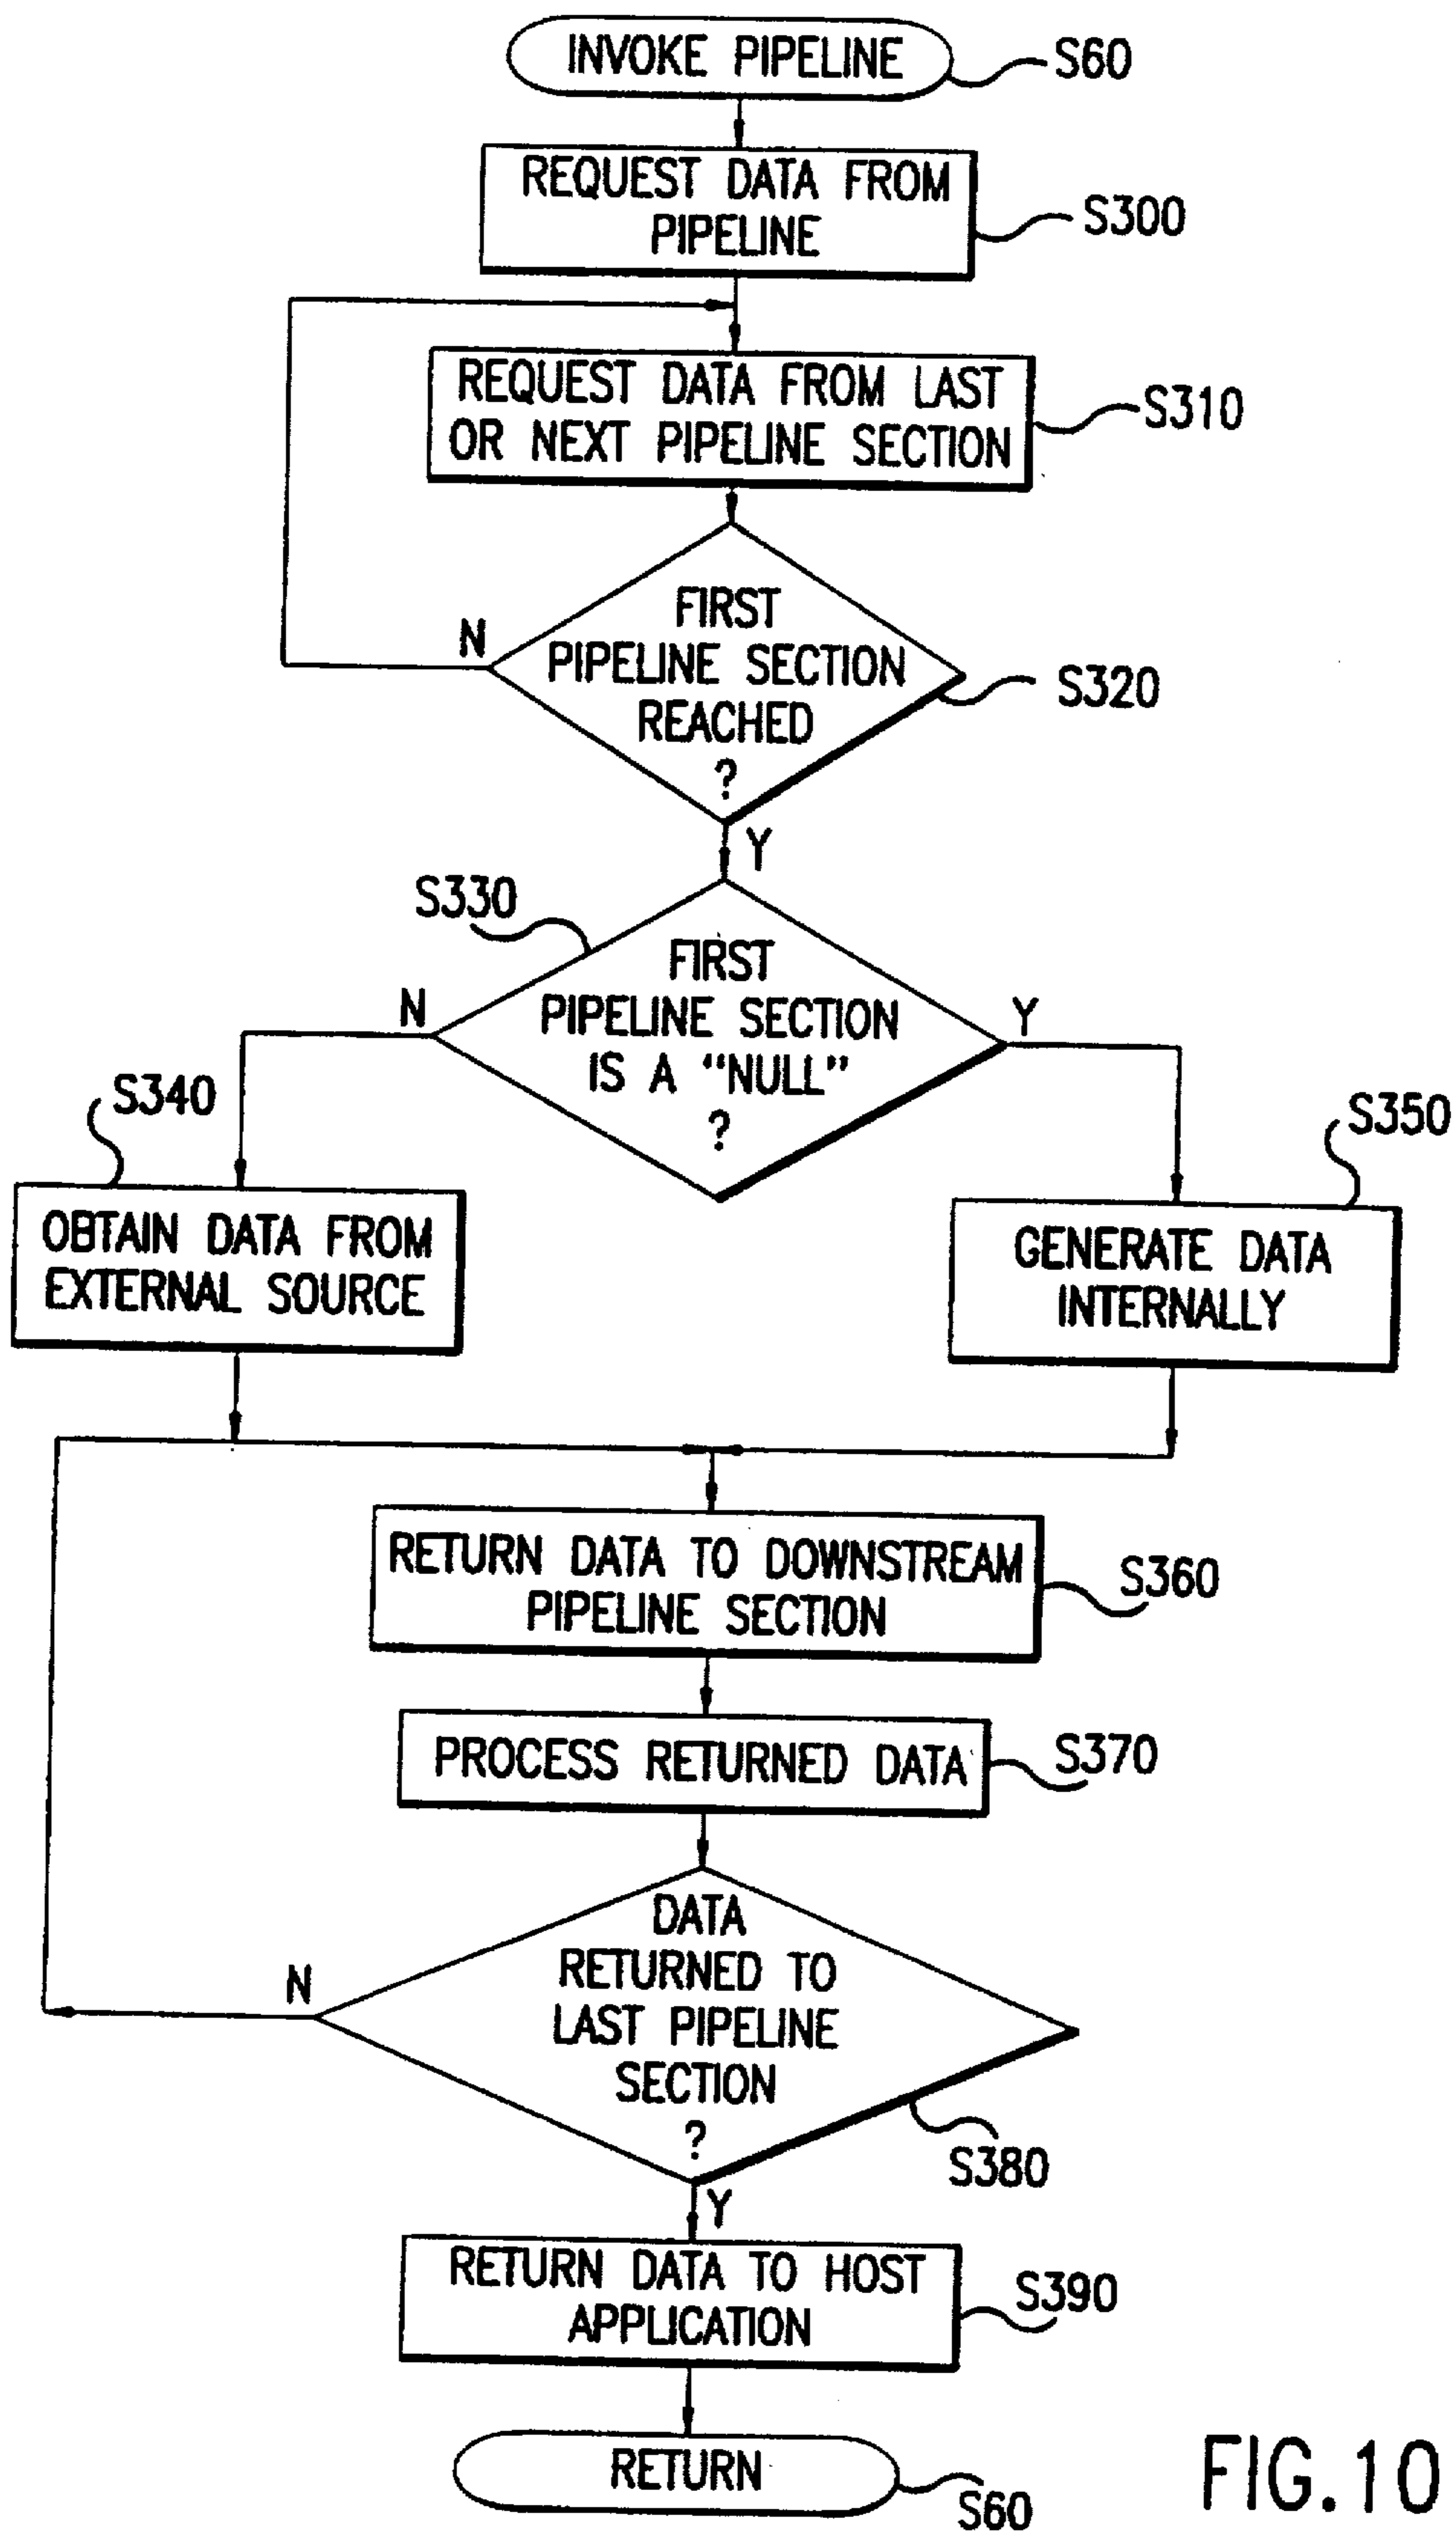 INVOKE PIPELINE
S60
REQUEST DATA FROM
PIPELINE
S300
REQUEST DATA FROM LAST
OR NEXT PIPELINE SECTION
S310
FIRST
PIPELINE SECTION
REACHED
?
N
S320
Y
S330
FIRST
PIPELINE SECTION
IS A “NULL”
?
N
Y
S340
OBTAIN DATA FROM
EXTERNAL SOURCE
S350
GENERATE DATA
INTERNALLY
RETURN DATA TO DOWNSTREAM
PIPELINE SECTION
S360
PROCESS RETURNED DATA
S370
DATA
RETURNED TO
LAST PIPELINE
SECTION
?
N
S380
Y
RETURN DATA TO HOST
APPLICATION
S390
RETURN
S60
FIG.10